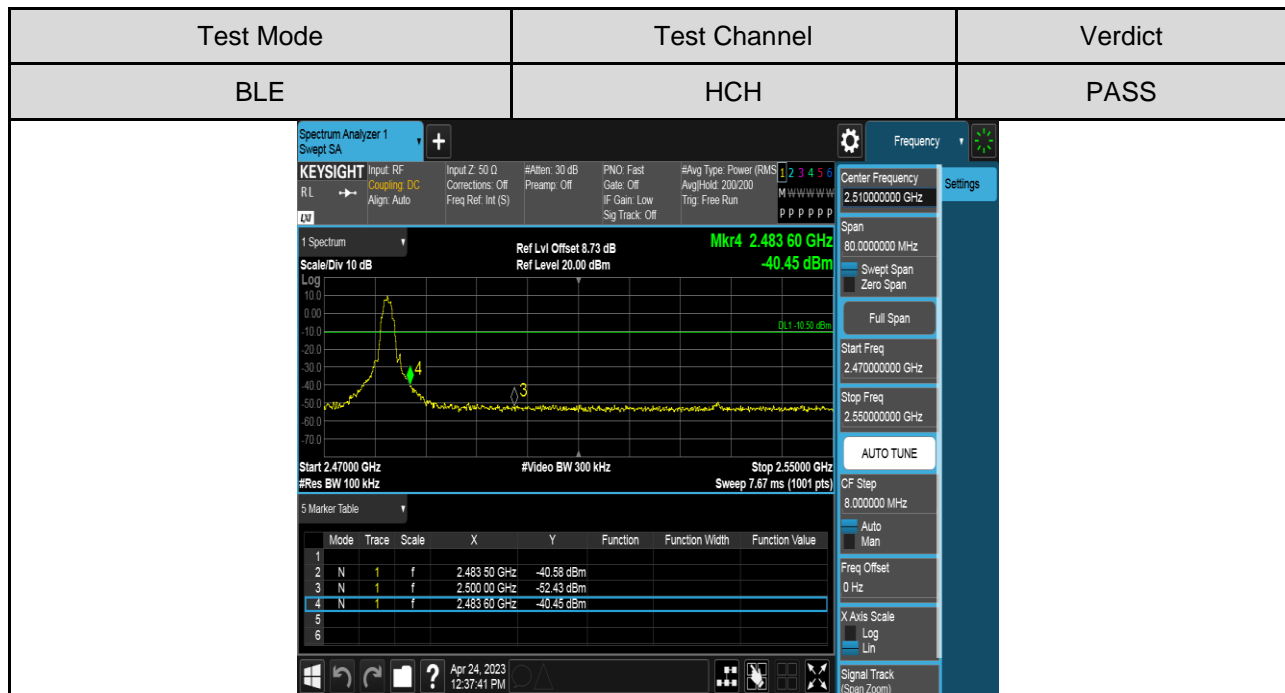 Test Mode Test Channel Verdict
BLE HCH PASS
Spectrum Analyzer 1
Swept SA
+
Frequency
KEYSIGHT Input: RF Input Z: 50 Ω #Atten: 30 dB PNO: Fast #Avg Type: Power (RMS 1 2 3 4 5 6
RL Coupling: DC Corrections: Off Preamp: Off Gate: Off Avg|Hold: 200/200 M W W W W W
Align: Auto Freq Ref: Int (S) IF Gain: Low Trig: Free Run
LXI Sig Track: Off P P P P P P
1 Spectrum
Scale/Div 10 dB
Ref Lvl Offset 8.73 dB
Ref Level 20.00 dBm
Mkr4 2.483 60 GHz
-40.45 dBm
Log
10.0
0.00
-10.0
DL1 -10.50 dBm
-20.0
-30.0
4
-40.0
3
-50.0
-60.0
-70.0
Start 2.47000 GHz #Video BW 300 kHz Stop 2.55000 GHz
#Res BW 100 kHz Sweep 7.67 ms (1001 pts)
5 Marker Table
Mode Trace Scale X Y Function Function Width Function Value
1
2 N 1 f 2.483 50 GHz -40.58 dBm
3 N 1 f 2.500 00 GHz -52.43 dBm
4 N 1 f 2.483 60 GHz -40.45 dBm
5
6
? Apr 24, 2023
12:37:41 PM
Center Frequency
2.510000000 GHz
Settings
Span
80.0000000 MHz
Swept Span
Zero Span
Full Span
Start Freq
2.470000000 GHz
Stop Freq
2.550000000 GHz
AUTO TUNE
CF Step
8.000000 MHz
Auto
Man
Freq Offset
0 Hz
X Axis Scale
Log
Lin
Signal Track
(Span Zoom)